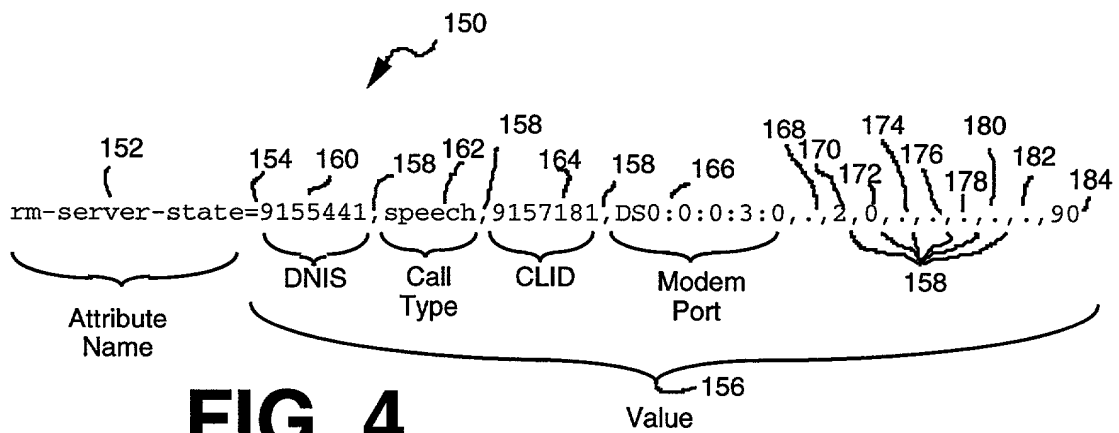 150
152 154 160 158 162 158 164 158 166 168 170 172 174 176 178 180 182 184
rm-server-state=9155441,speech,9157181,DS0:0:0:3:0,.,2,0,.,.,.,.,.,90
DNIS Call Type CLID Modem Port 158
Attribute Name
156
Value
FIG. 4